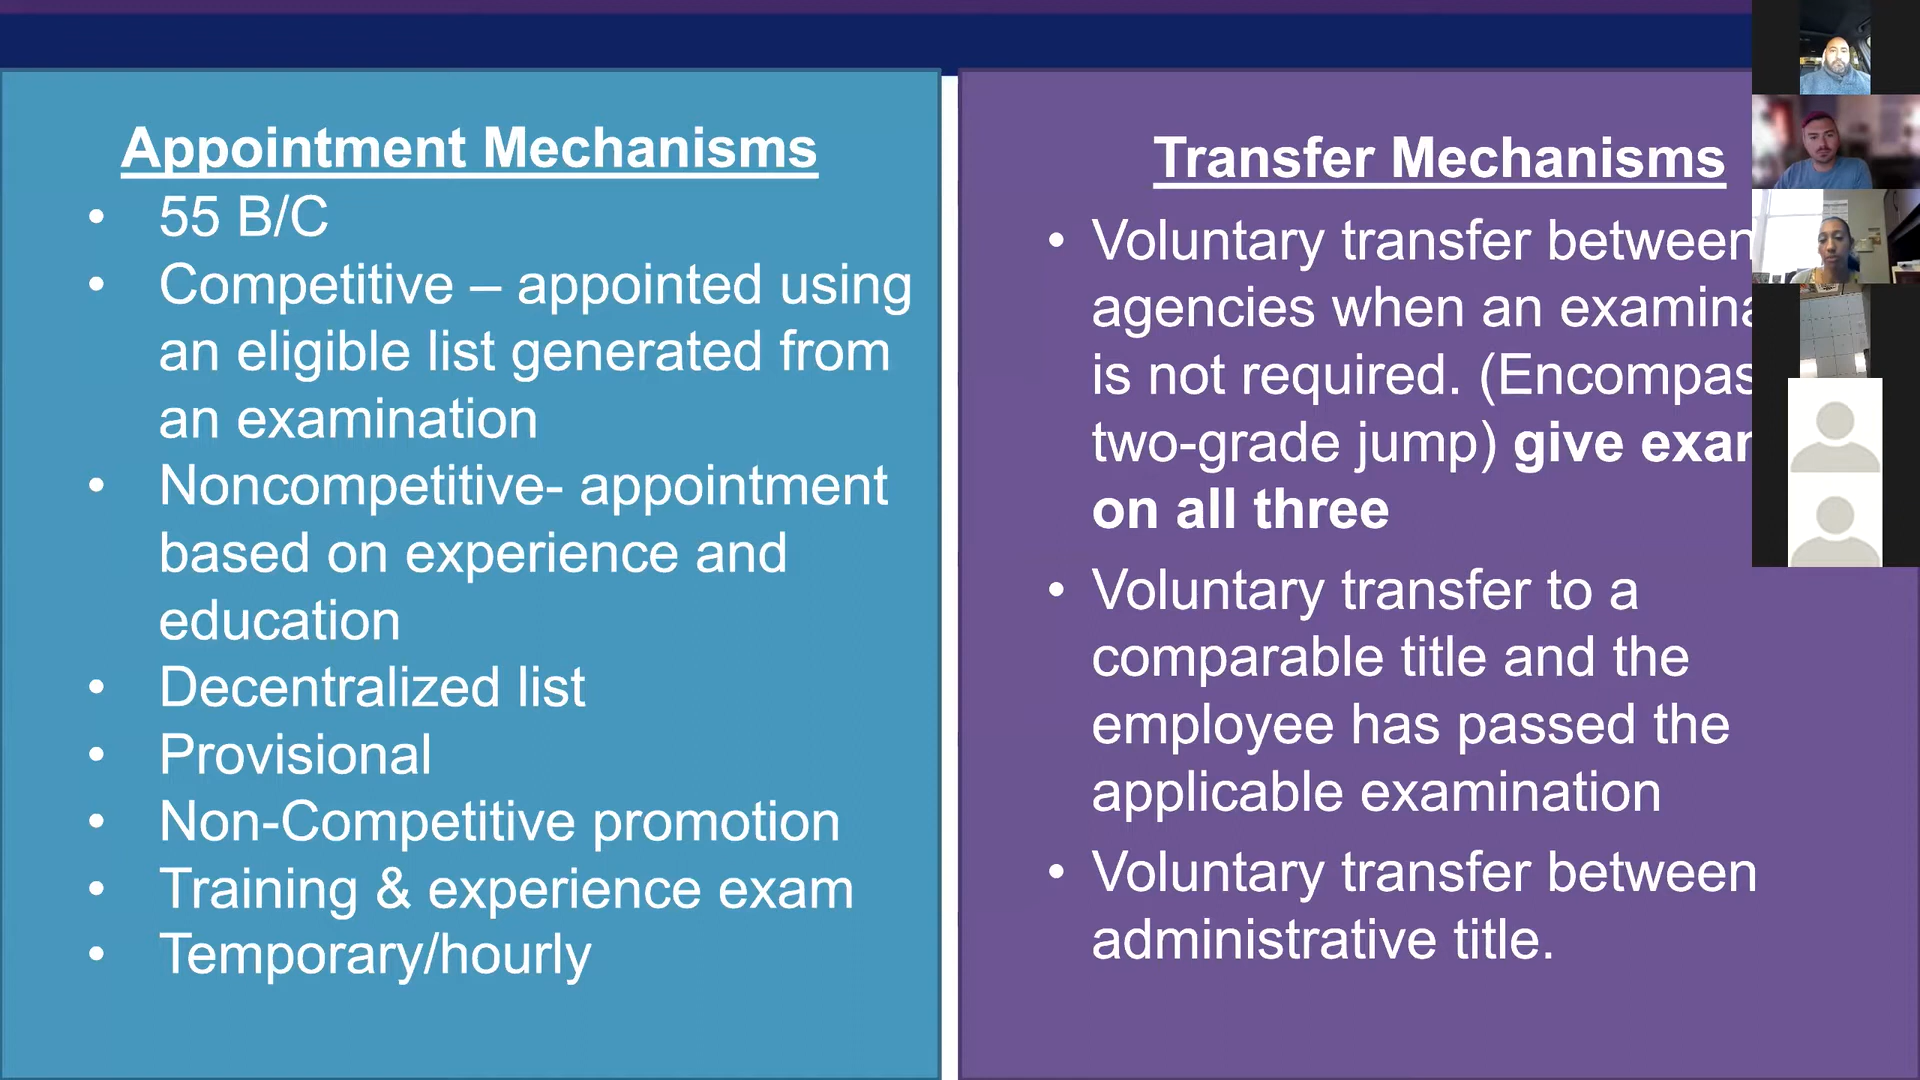 Appointment Mechanisms
• 55 B/C
• Competitive – appointed using
an eligible list generated from
an examination
• Noncompetitive- appointment
based on experience and
education
• Decentralized list
• Provisional
• Non-Competitive promotion
• Training & experience exam
• Temporary/hourly
Transfer Mechanisms
• Voluntary transfer between
agencies when an
is not required.
two-grade jump) give
on all three
• Voluntary transfer to a
comparable title and the
employee has passed the
applicable examination
• Voluntary transfer between
administrative title.